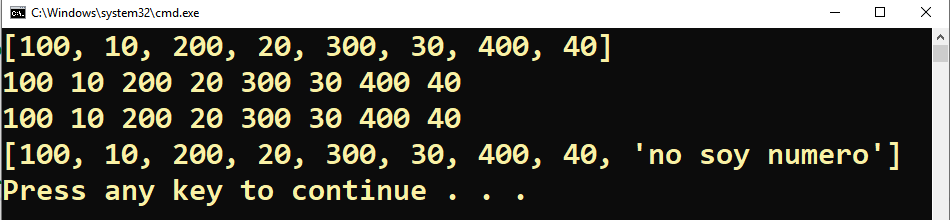 C:\Windows\system32\cmd.exe
[100, 10, 200, 20, 300, 30, 400, 40]
100 10 200 20 300 30 400 40
100 10 200 20 300 30 400 40
[100, 10, 200, 20, 300, 30, 400, 40, 'no soy numero']
Press any key to continue . . .